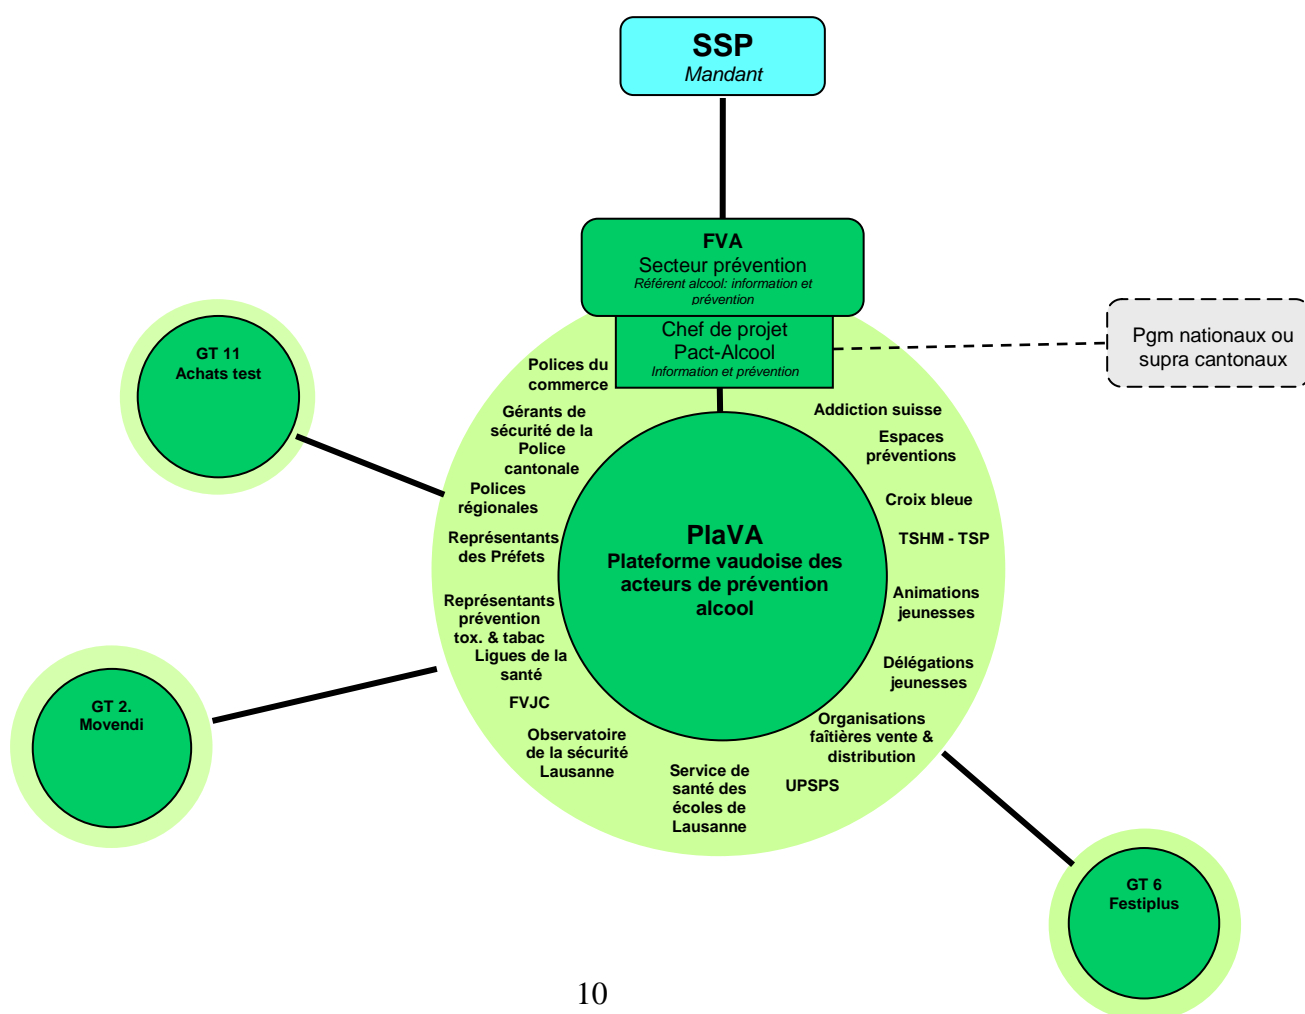 SSP
Mandant
FVA
Secteur prévention
Référent alcool: information et
prévention
Chef de projet
Pact-Alcool
Information et prévention
Pgm nationaux ou
supra cantonaux
GT 11
Achats test
Polices du
commerce
Gérants de
sécurité de la
Police
cantonale
Polices
régionales
Représentants
des Préfets
Représentants
prévention
tox. & tabac
Ligues de la
santé
FVJC
Observatoire
de la sécurité
Lausanne
Service de
santé des
écoles de
Lausanne
UPSPS
Organisations
faîtières vente &
distribution
Délégations
jeunesses
Animations
jeunesses
TSHM - TSP
Croix bleue
Espaces
préventions
Addiction suisse
PlaVA
Plateforme vaudoise des
acteurs de prévention
alcool
GT 2.
Movendi
GT 6
Festiplus
10